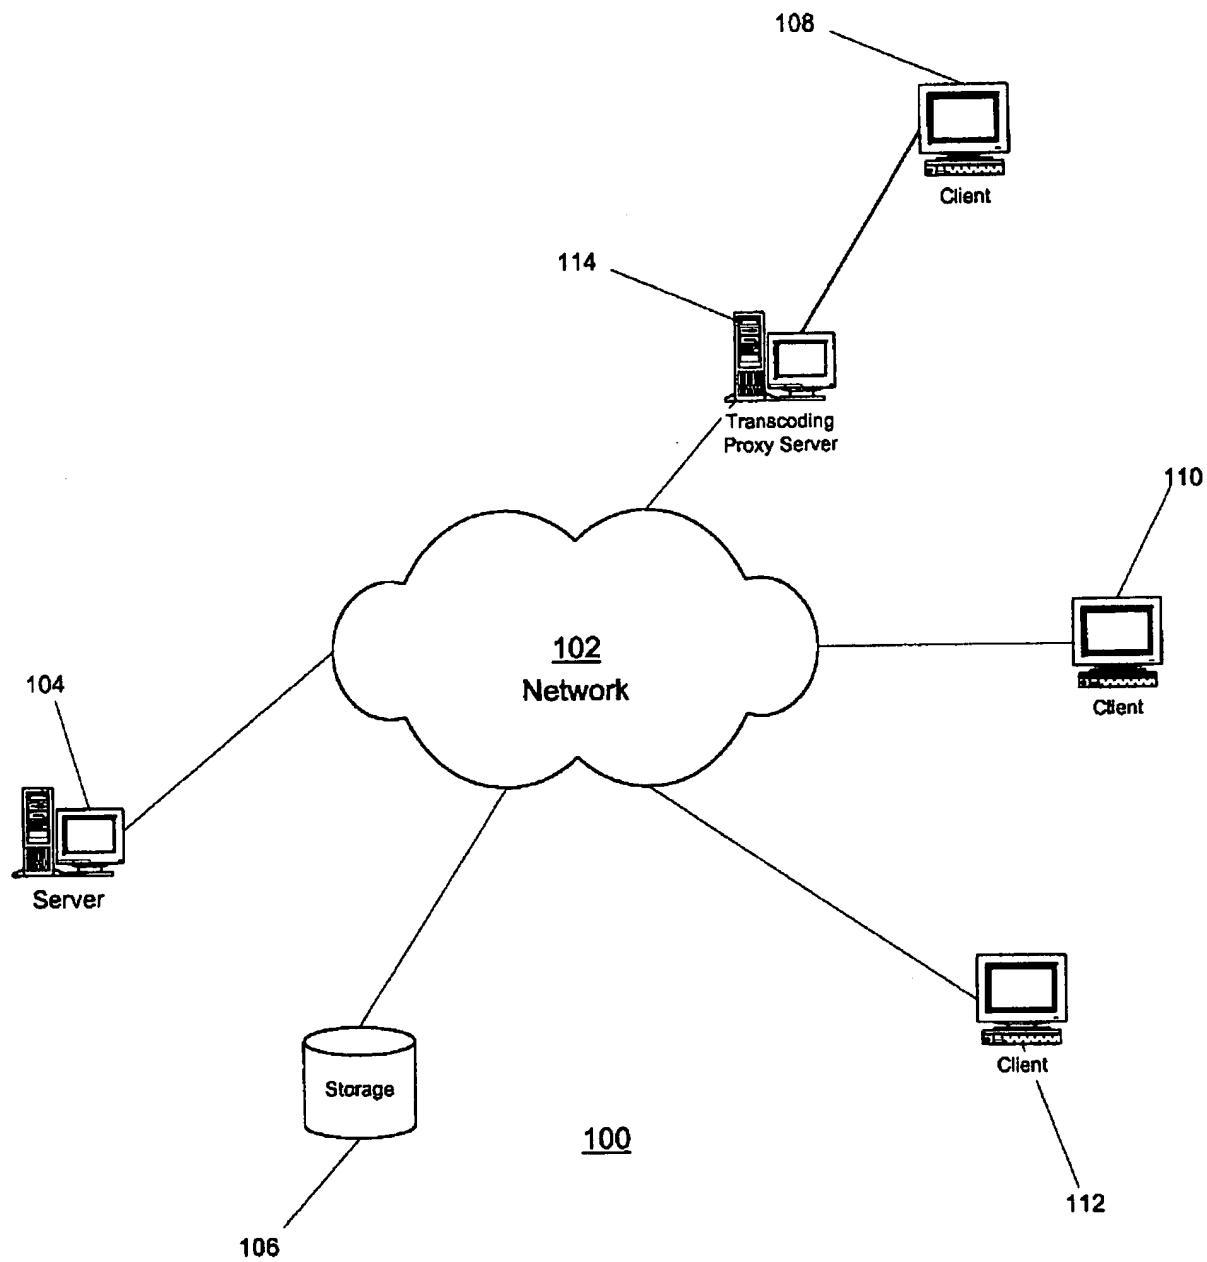 108
Client
114
Transcoding
Proxy Server
110
102
Network
Client
104
Server
Client
Storage
100
112
106